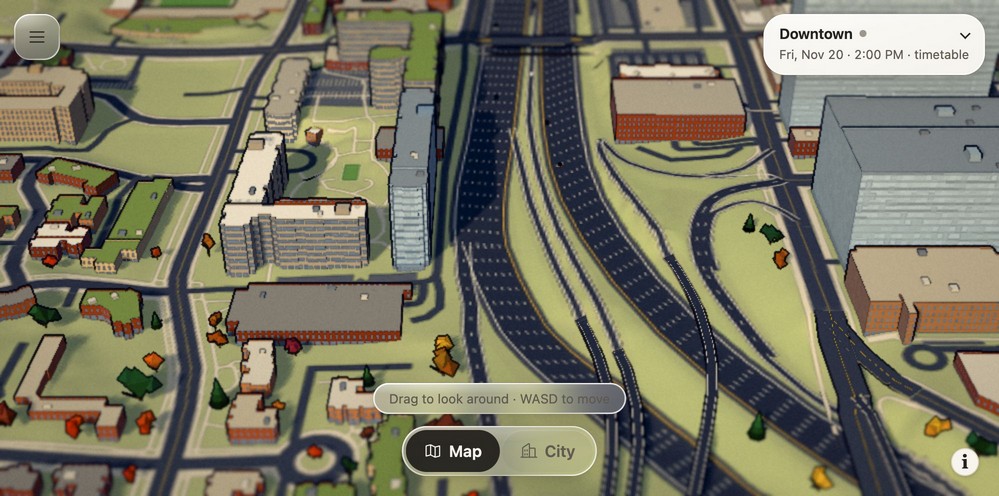 Downtown
Fri, Nov 20 · 2:00 PM · timetable
Drag to look around · WASD to move
Map
City
i